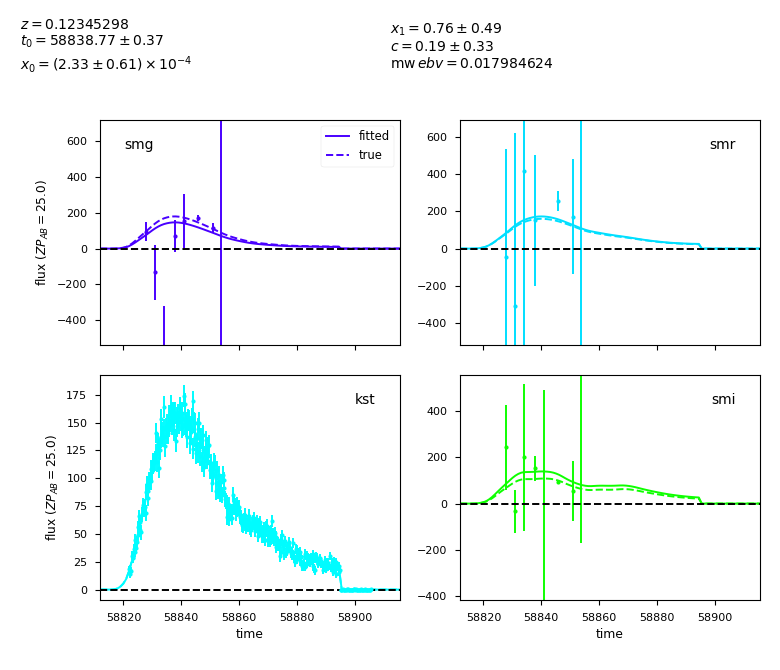 z = 0.12345298
t₀ = 58838.77 ± 0.37
x₀ = (2.33 ± 0.61) × 10⁻⁴
x₁ = 0.76 ± 0.49
c = 0.19 ± 0.33
mw ebv = 0.017984624
smg
fitted
true
600
400
200
0
−200
−400
flux (ZP_AB = 25.0)
smr
600
400
200
0
−200
−400
kst
175
150
125
100
75
50
25
0
flux (ZP_AB = 25.0)
58820 58840 58860 58880 58900
time
smi
400
200
0
−200
−400
58820 58840 58860 58880 58900
time